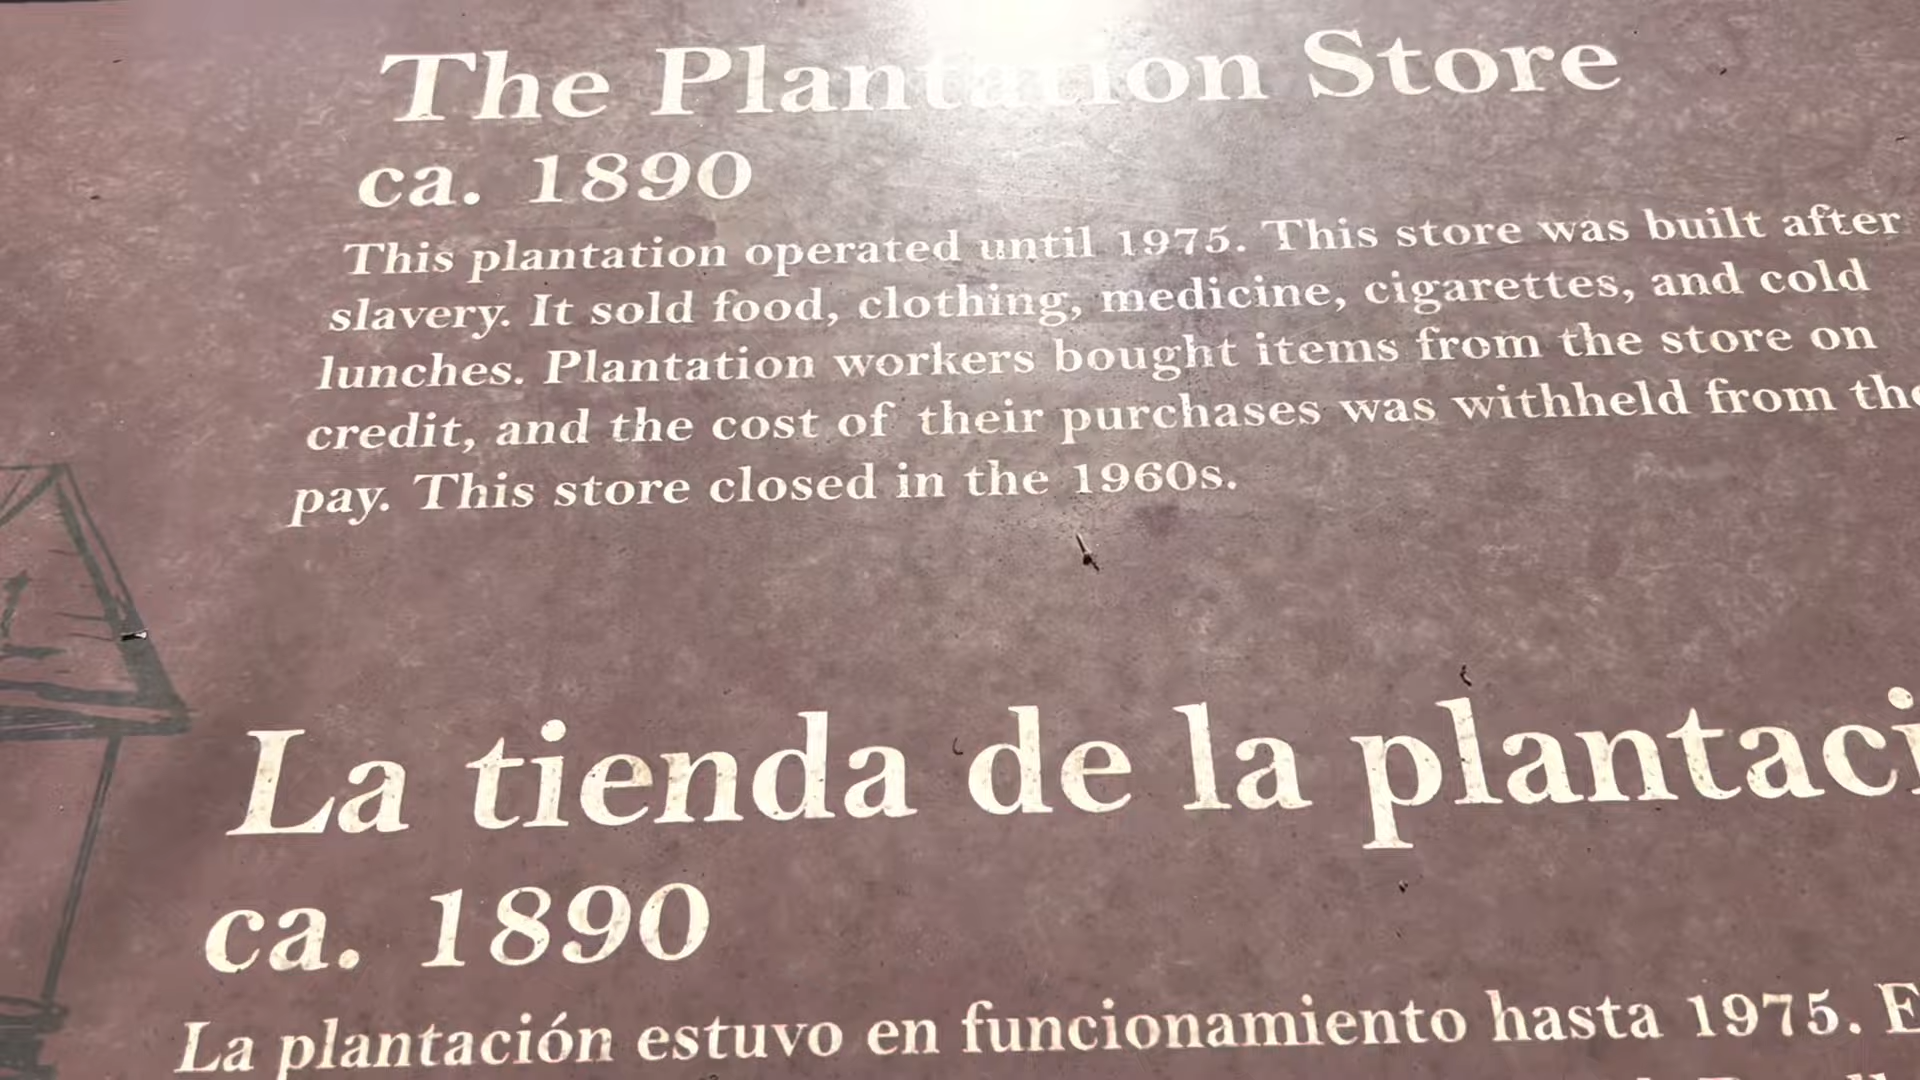 The Plantation Store
ca. 1890
This plantation operated until 1975. This store was built after
slavery. It sold food, clothing, medicine, cigarettes, and cold
lunches. Plantation workers bought items from the store on
credit, and the cost of their purchases was withheld from
pay. This store closed in the 1960s.
La tienda de la
ca. 1890
La plantación estuvo en funcionamiento hasta 1975.